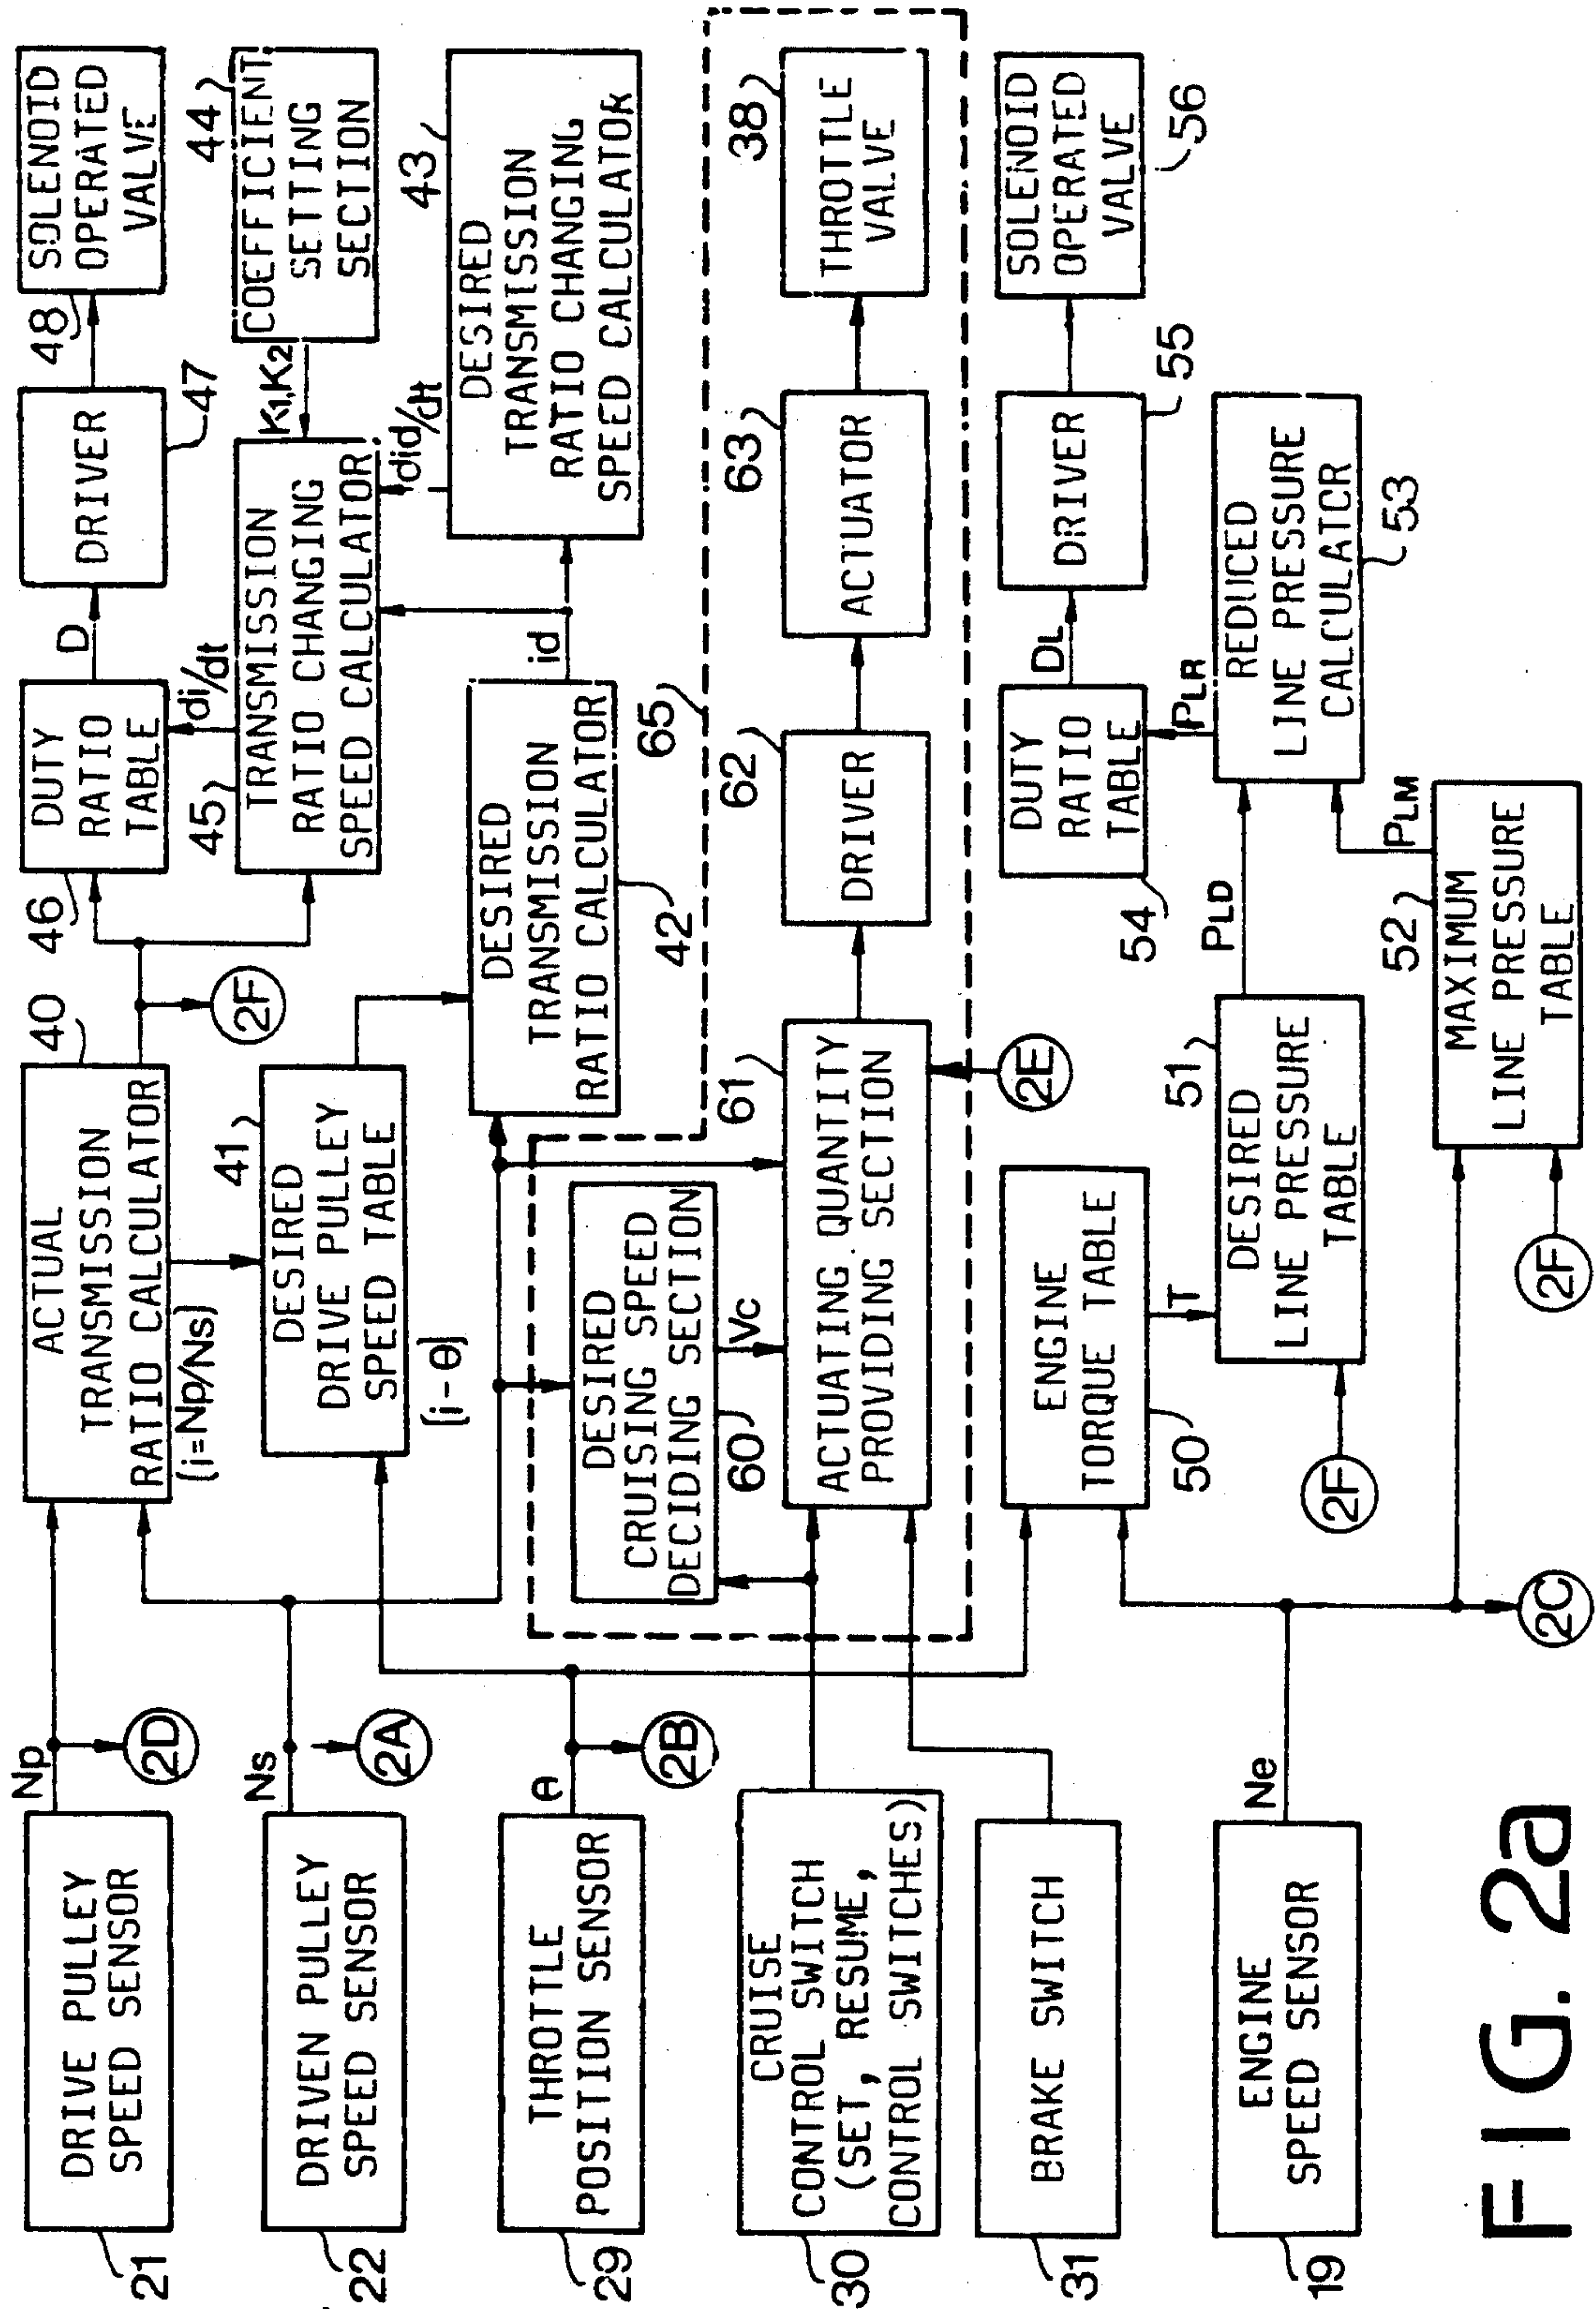 DRIVE PULLEY
SPEED SENSOR
21
Np
2D
ACTUAL
TRANSMISSION
RATIO CALCULATOR
(i=Np/Ns)
40
2F
DUTY
RATIO
TABLE
46
D
DRIVER
47
SOLENOID
OPERATED
VALVE
48
DRIVEN PULLEY
SPEED SENSOR
22
Ns
2A
DESIRED
DRIVE PULLEY
SPEED TABLE
(i-θ)
41
di/dt
TRANSMISSION
RATIO CHANGING
SPEED CALCULATOR
45
K1,K2
COEFFICIENT
SETTING
SECTION
44
THROTTLE
POSITION SENSOR
29
θ
2B
DESIRED
TRANSMISSION
RATIO CALCULATOR
42
id
did/dt
DESIRED
TRANSMISSION
RATIO CHANGING
SPEED CALCULATOR
43
65
DESIRED
CRUISING SPEED
DECIDING SECTION
60
Vc
CRUISE
CONTROL SWITCH
(SET, RESUME,
CONTROL SWITCHES)
30
ACTUATING QUANTITY
PROVIDING SECTION
61
2E
DRIVER
62
ACTUATOR
63
THROTTLE
VALVE
38
BRAKE SWITCH
31
ENGINE
TORQUE TABLE
50
T
DUTY
RATIO
TABLE
54
DL
DRIVER
55
SOLENOID
OPERATED
VALVE
56
ENGINE
SPEED SENSOR
19
Ne
2C
2F
DESIRED
LINE PRESSURE
TABLE
51
PLD
PLR
REDUCED
LINE PRESSURE
CALCULATOR
53
2F
MAXIMUM
LINE PRESSURE
TABLE
52
PLM
FIG. 2a